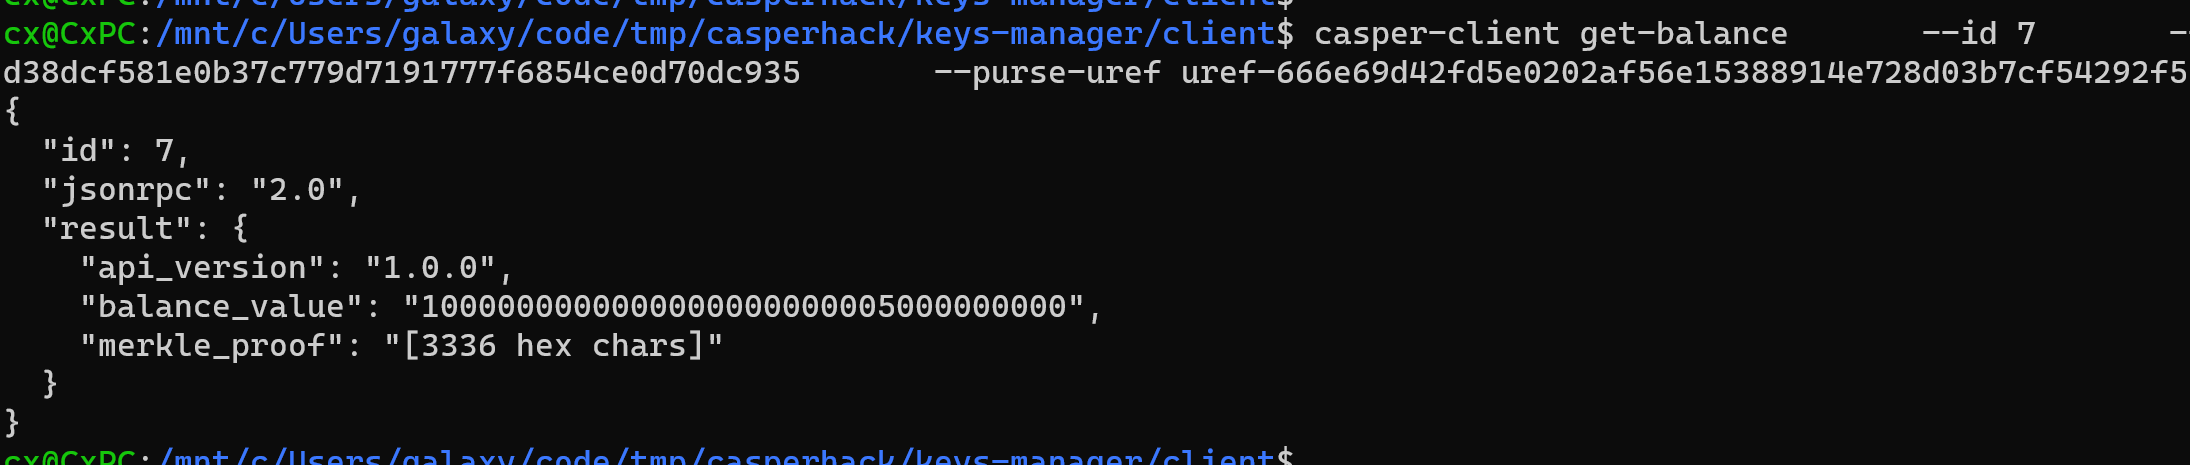 cx@CxPC:/mnt/c/Users/galaxy/code/tmp/casperhack/keys-manager/client$
cx@CxPC:/mnt/c/Users/galaxy/code/tmp/casperhack/keys-manager/client$ casper-client get-balance --id 7 -
d38dcf581e0b37c779d7191777f6854ce0d70dc935 --purse-uref uref-666e69d42fd5e0202af56e15388914e728d03b7cf54292f5
{
"id": 7,
"jsonrpc": "2.0",
"result": {
"api_version": "1.0.0",
"balance_value": "1000000000000000000000005000000000",
"merkle_proof": "[3336 hex chars]"
}
}
cx@CxPC:/mnt/c/Users/galaxy/code/tmp/casperhack/keys-manager/client$